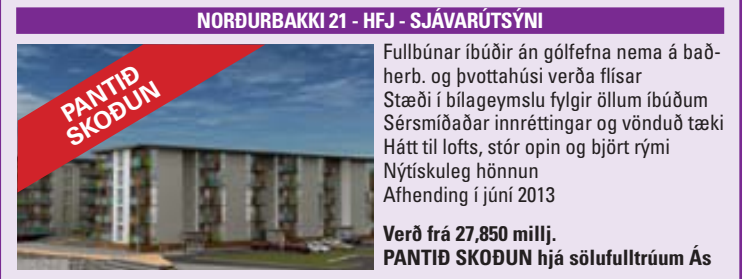 NORÐURBAKKI 21 - HFJ - SJÁVARÚTSÝNI
PANTIÐ
SKOÐUN
Fullbúnar íbúðir án gólfefna nema á bað-
herb. og þvottahúsi verða flísar
Stæði í bílageymslu fylgir öllum íbúðum
Sérsmíðaðar innréttingar og vönduð tæki
Hátt til lofts, stór opin og björt rými
Nýtískuleg hönnun
Afhending í júní 2013
Verð frá 27,850 millj.
PANTIÐ SKOÐUN hjá sölufulltrúum Ás